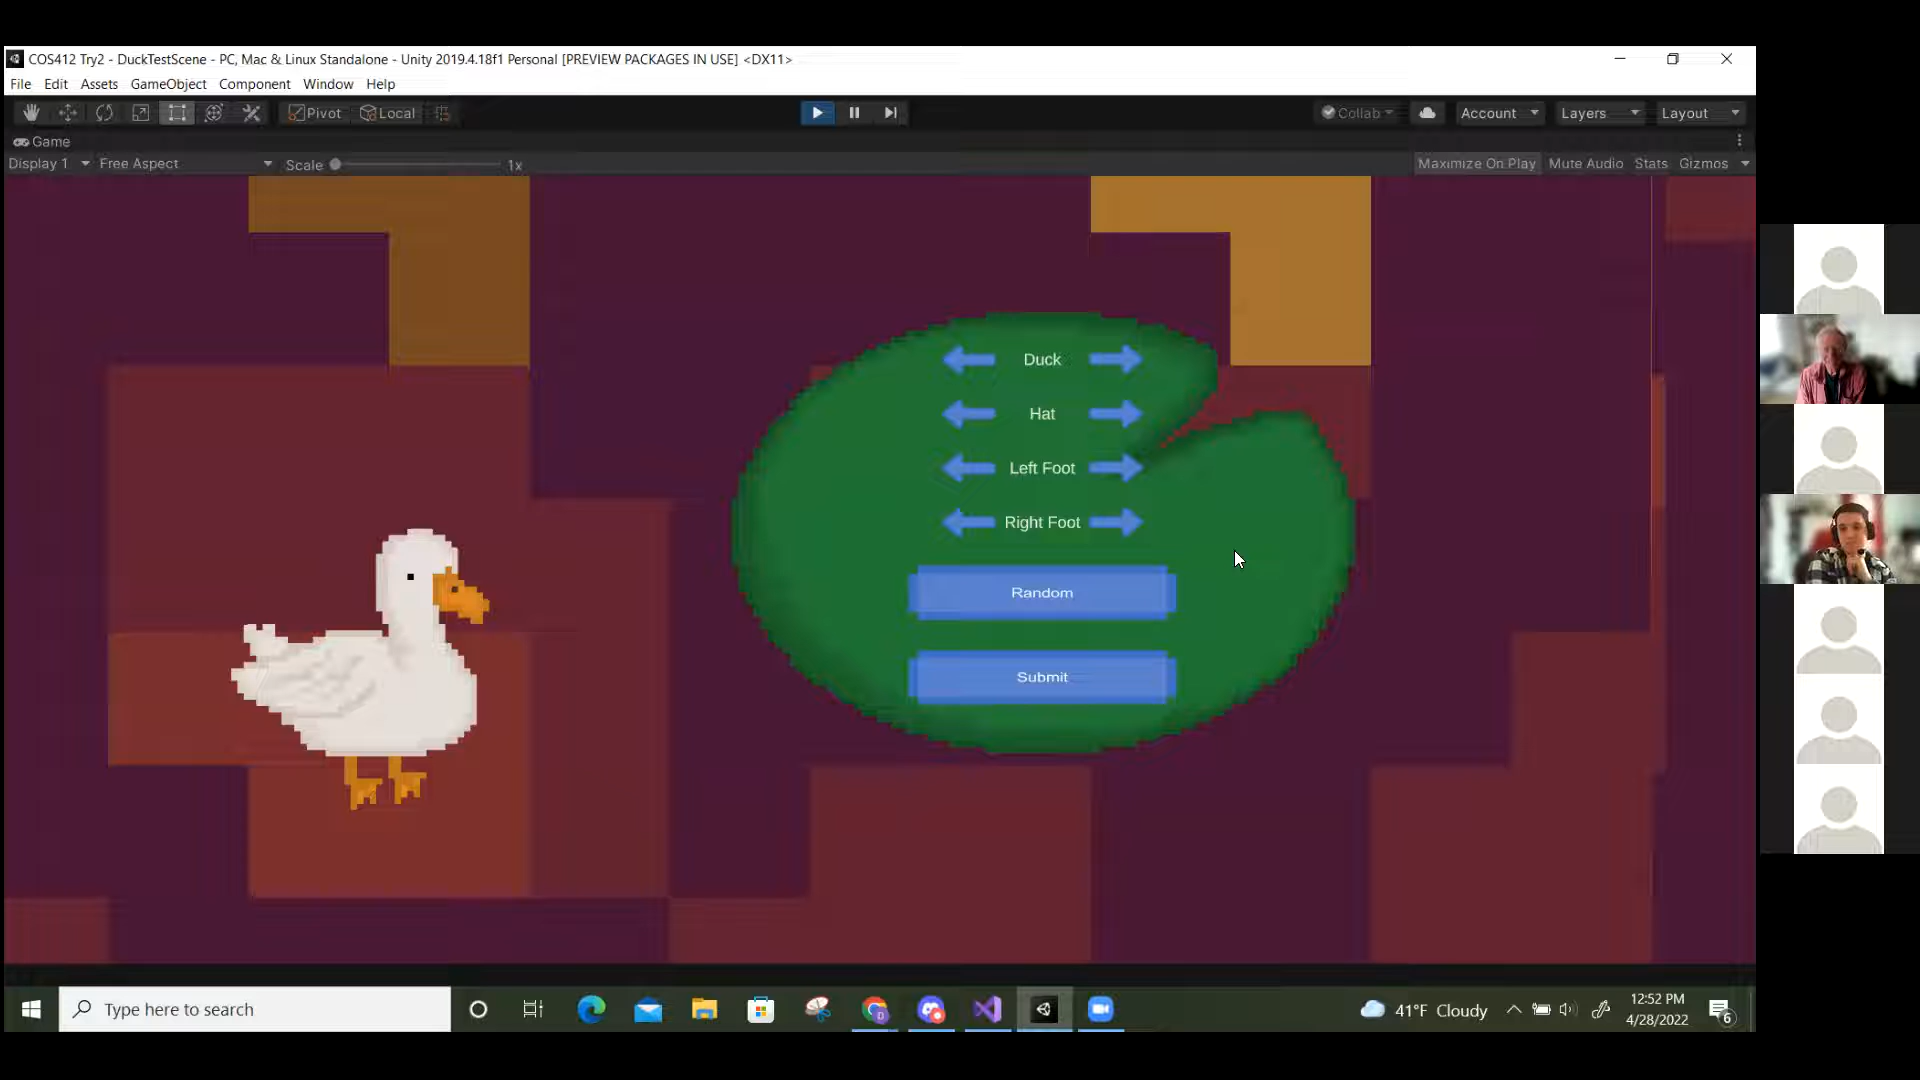 COS412 Try2 - DuckTestScene - PC, Mac & Linux Standalone - Unity 2019.4.18f1 Personal [PREVIEW PACKAGES IN USE] <DX11>
File Edit Assets GameObject Component Window Help
Pivot Local Collab Account Layers Layout
Game
Display 1 Free Aspect Scale 1x Maximize On Play Mute Audio Stats Gizmos
Duck
Hat
Left Foot
Right Foot
Random
Submit
Type here to search
41°F Cloudy
12:52 PM
4/28/2022
6